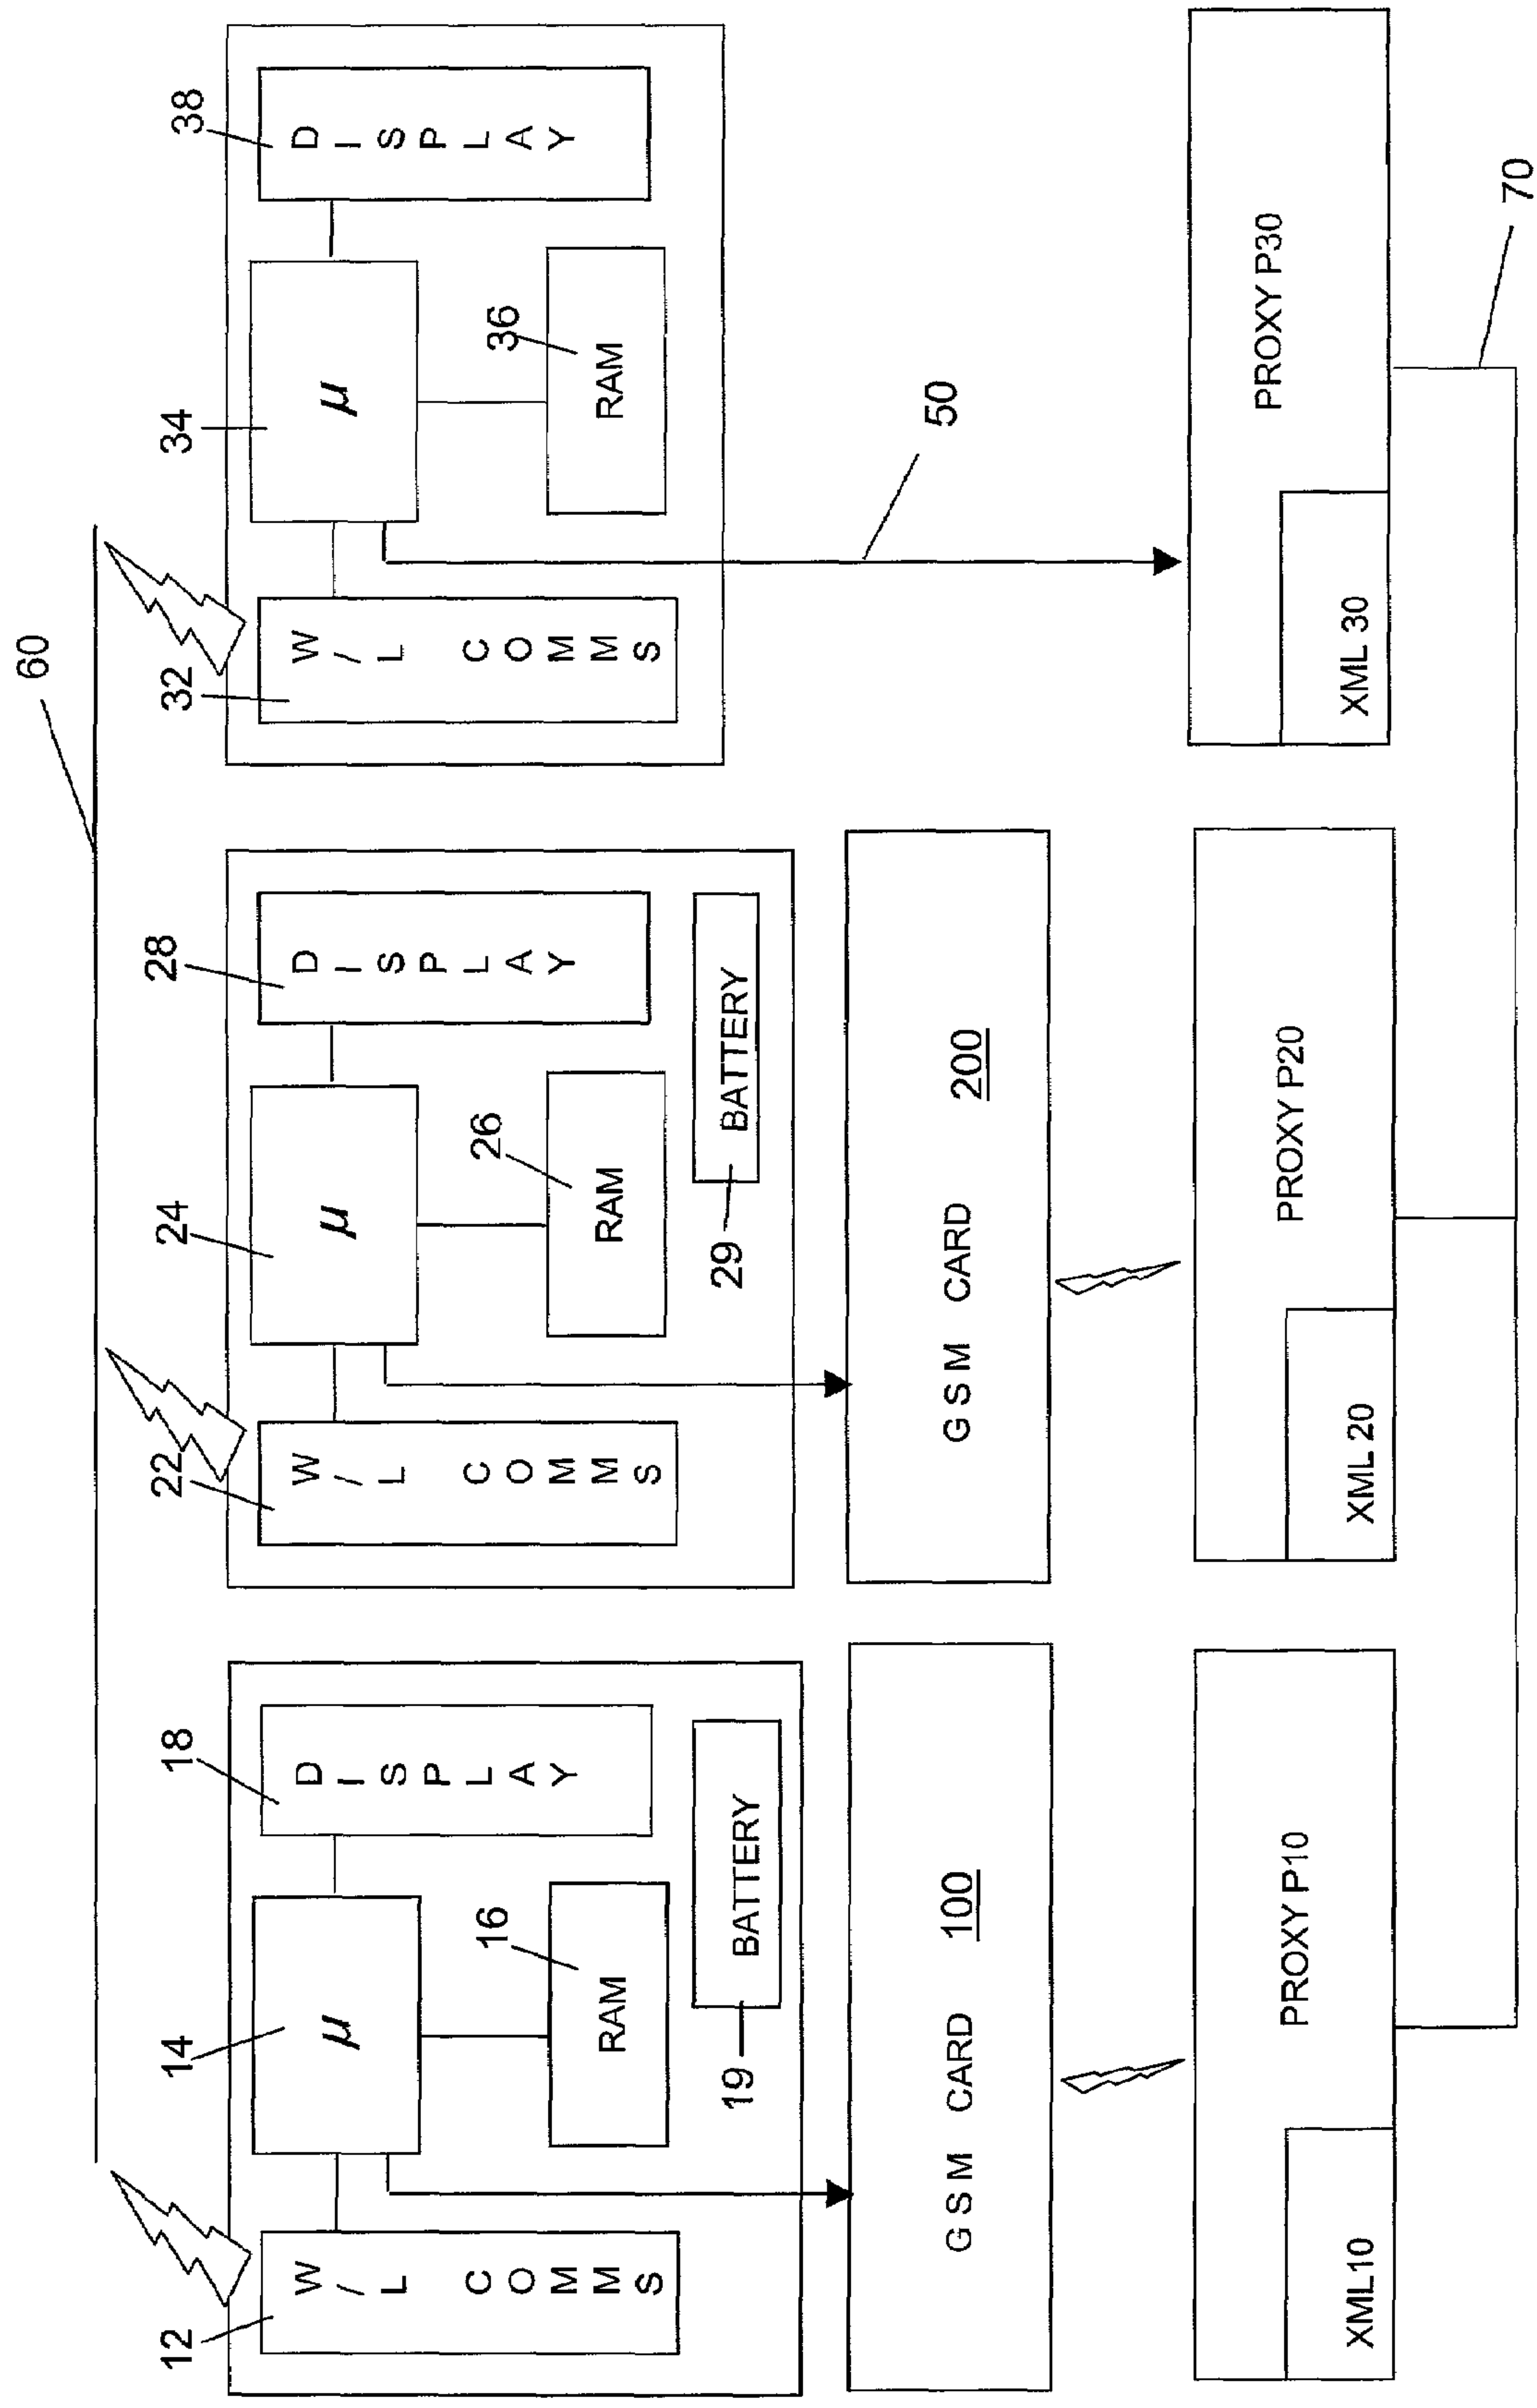 60
12
14
18
22
24
28
32
34
38
W/L COMMS
μ
DISPLAY
W/L COMMS
μ
DISPLAY
W/L COMMS
μ
DISPLAY
16
RAM
26
RAM
36
RAM
19
BATTERY
29
BATTERY
50
GSM CARD 100
GSM CARD 200
PROXY P10
PROXY P20
PROXY P30
XML10
XML 20
XML 30
70